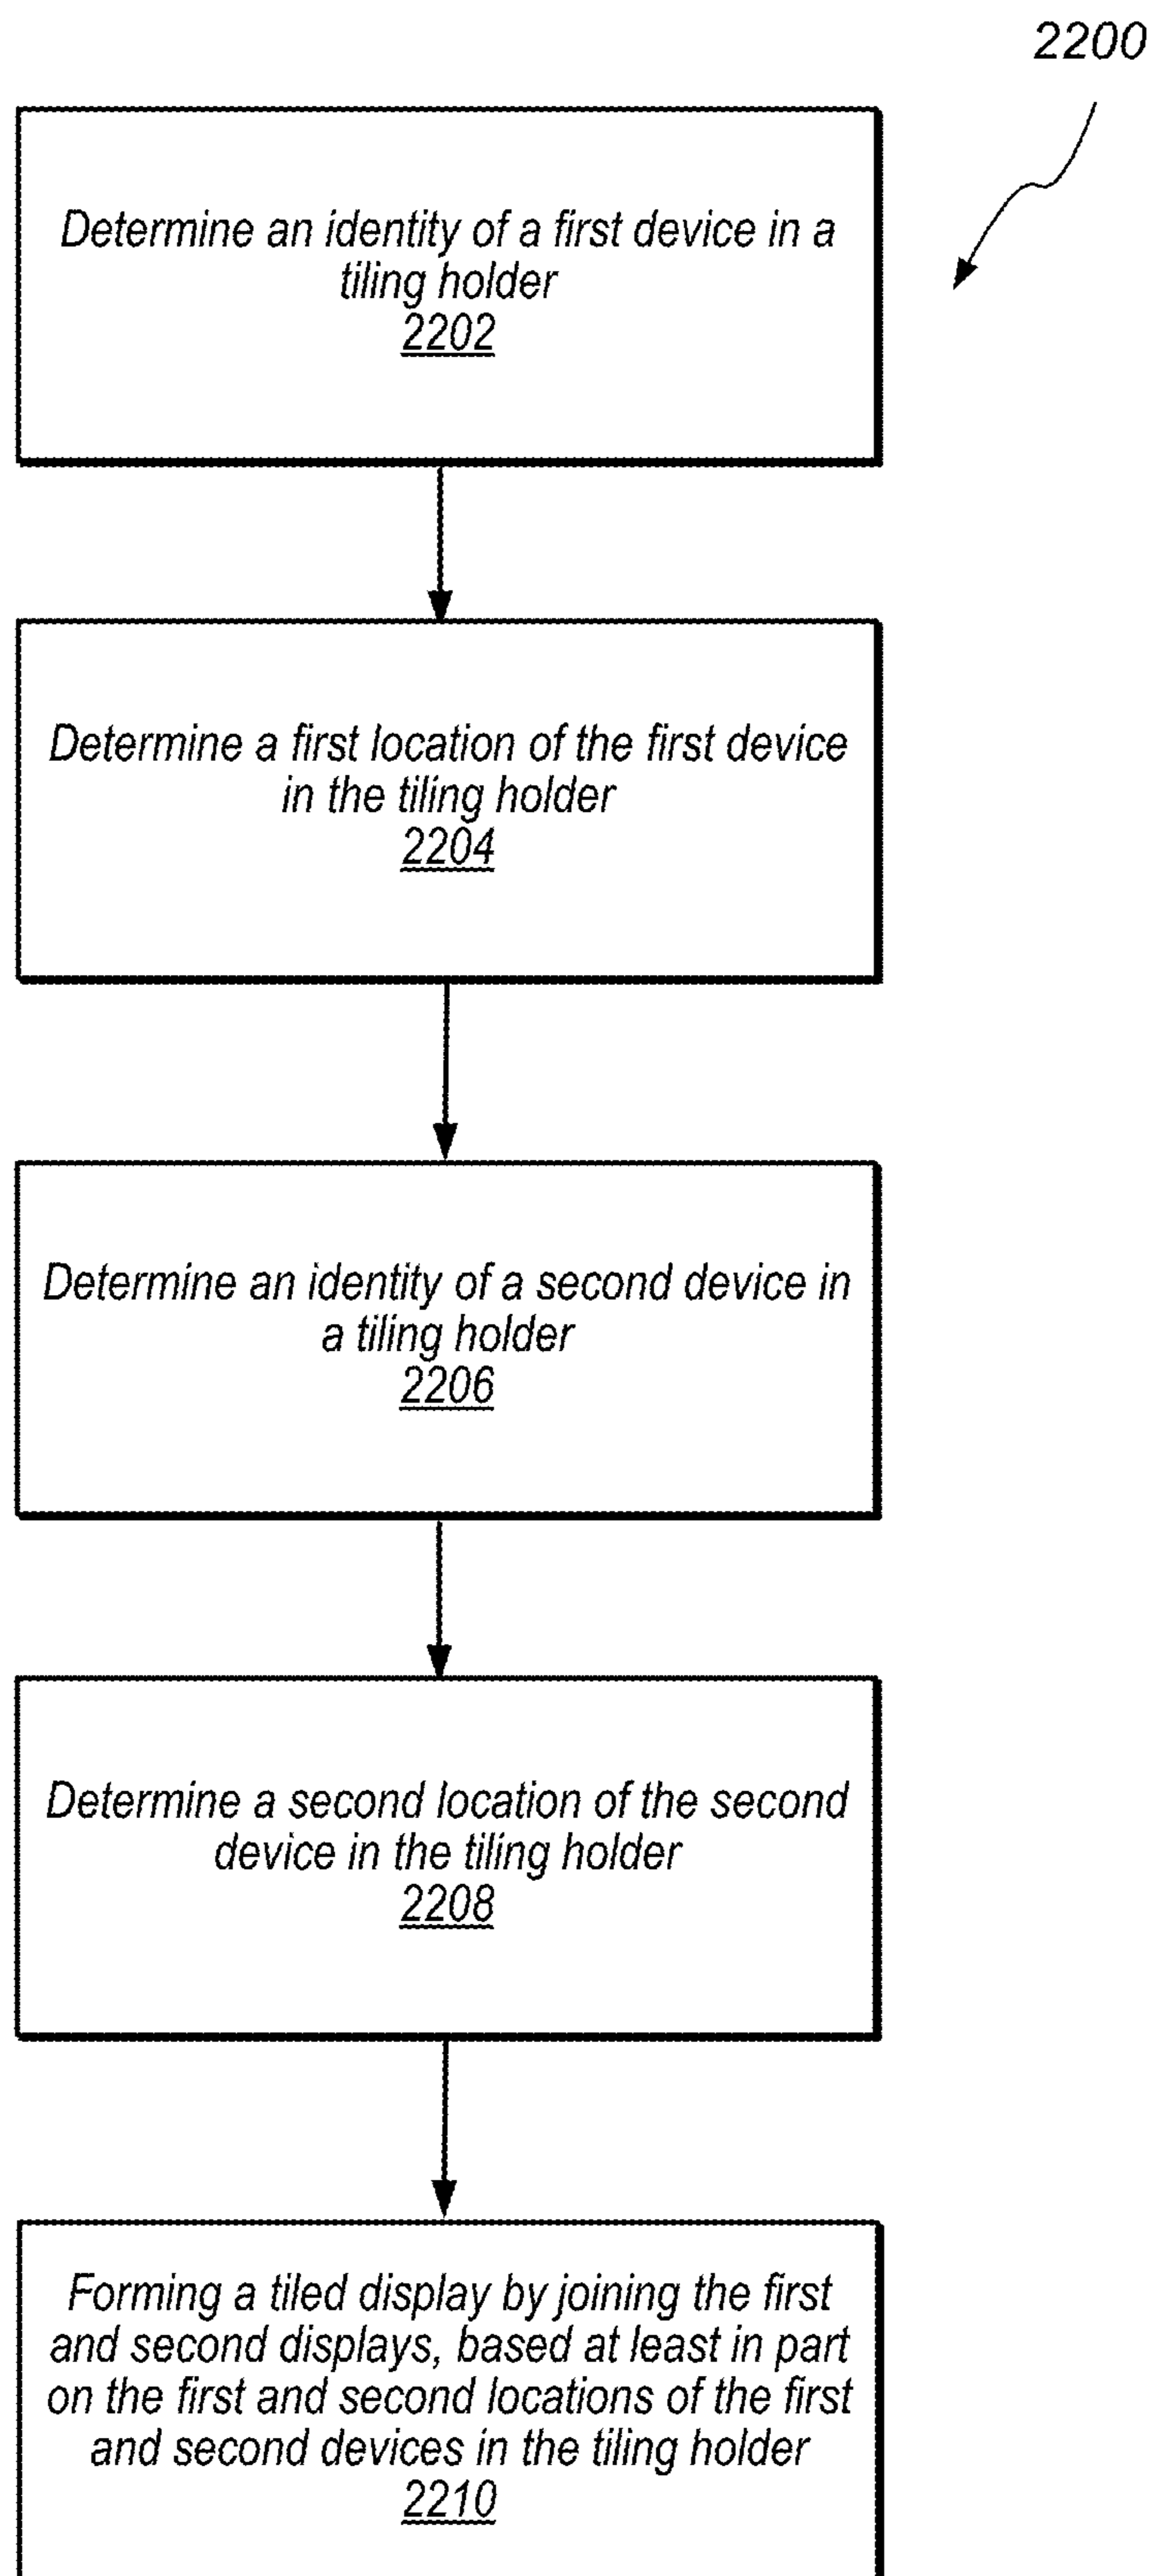 2200
Determine an identity of a first device in a
tiling holder
2202
Determine a first location of the first device
in the tiling holder
2204
Determine an identity of a second device in
a tiling holder
2206
Determine a second location of the second
device in the tiling holder
2208
Forming a tiled display by joining the first
and second displays, based at least in part
on the first and second locations of the first
and second devices in the tiling holder
2210